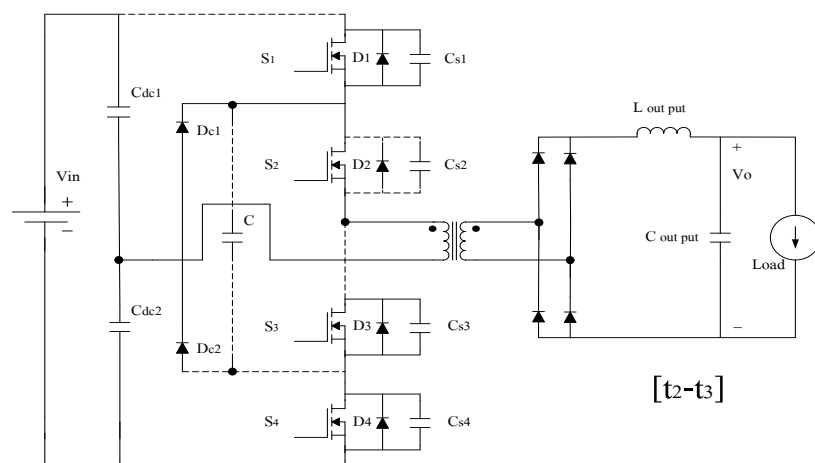 S1
D1
Cs1
Cdc1
Dc1
L out put
S2
D2
Cs2
Vin
+
−
C
+
Vo
C out put
Load
−
Cdc2
S3
D3
Cs3
Dc2
[t2-t3]
S4
D4
Cs4